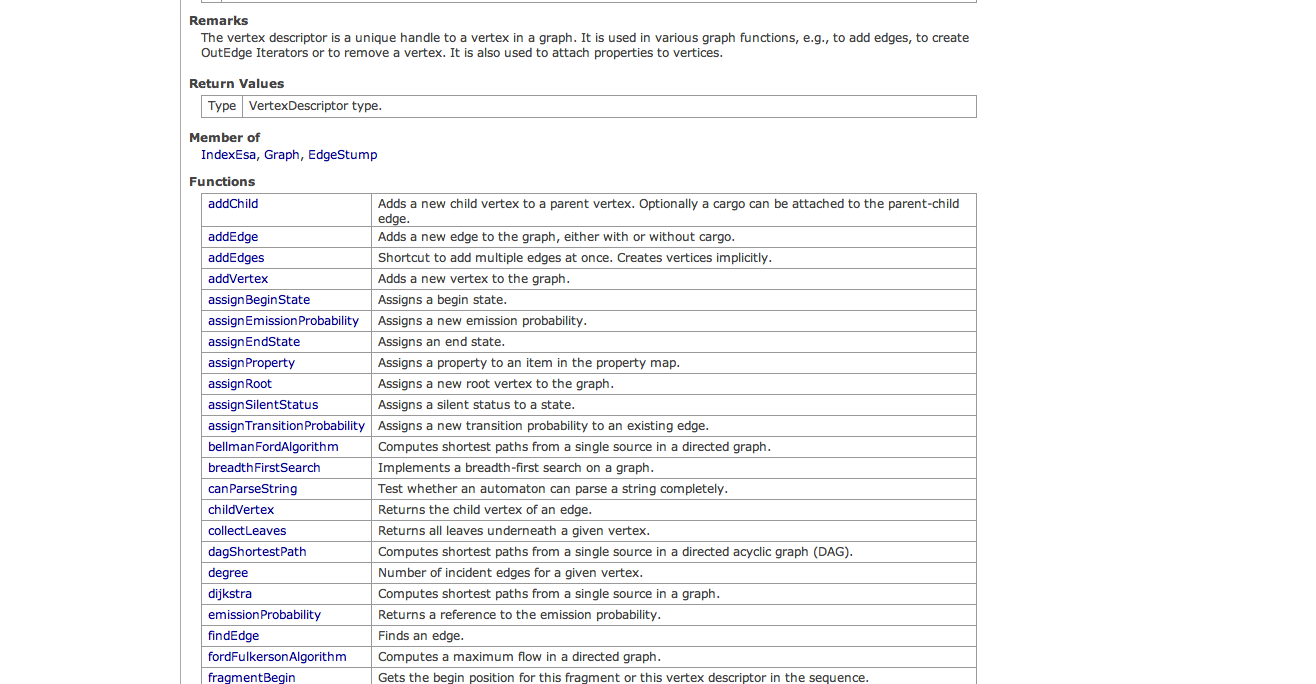 Remarks
The vertex descriptor is a unique handle to a vertex in a graph. It is used in various graph functions, e.g., to add edges, to create
OutEdge Iterators or to remove a vertex. It is also used to attach properties to vertices.
Return Values
Type VertexDescriptor type.
Member of
IndexEsa, Graph, EdgeStump
Functions
addChild Adds a new child vertex to a parent vertex. Optionally a cargo can be attached to the parent-child
edge.
addEdge Adds a new edge to the graph, either with or without cargo.
addEdges Shortcut to add multiple edges at once. Creates vertices implicitly.
addVertex Adds a new vertex to the graph.
assignBeginState Assigns a begin state.
assignEmissionProbability Assigns a new emission probability.
assignEndState Assigns an end state.
assignProperty Assigns a property to an item in the property map.
assignRoot Assigns a new root vertex to the graph.
assignSilentStatus Assigns a silent status to a state.
assignTransitionProbability Assigns a new transition probability to an existing edge.
bellmanFordAlgorithm Computes shortest paths from a single source in a directed graph.
breadthFirstSearch Implements a breadth-first search on a graph.
canParseString Test whether an automaton can parse a string completely.
childVertex Returns the child vertex of an edge.
collectLeaves Returns all leaves underneath a given vertex.
dagShortestPath Computes shortest paths from a single source in a directed acyclic graph (DAG).
degree Number of incident edges for a given vertex.
dijkstra Computes shortest paths from a single source in a graph.
emissionProbability Returns a reference to the emission probability.
findEdge Finds an edge.
fordFulkersonAlgorithm Computes a maximum flow in a directed graph.
fragmentBegin Gets the begin position for this fragment or this vertex descriptor in the sequence.